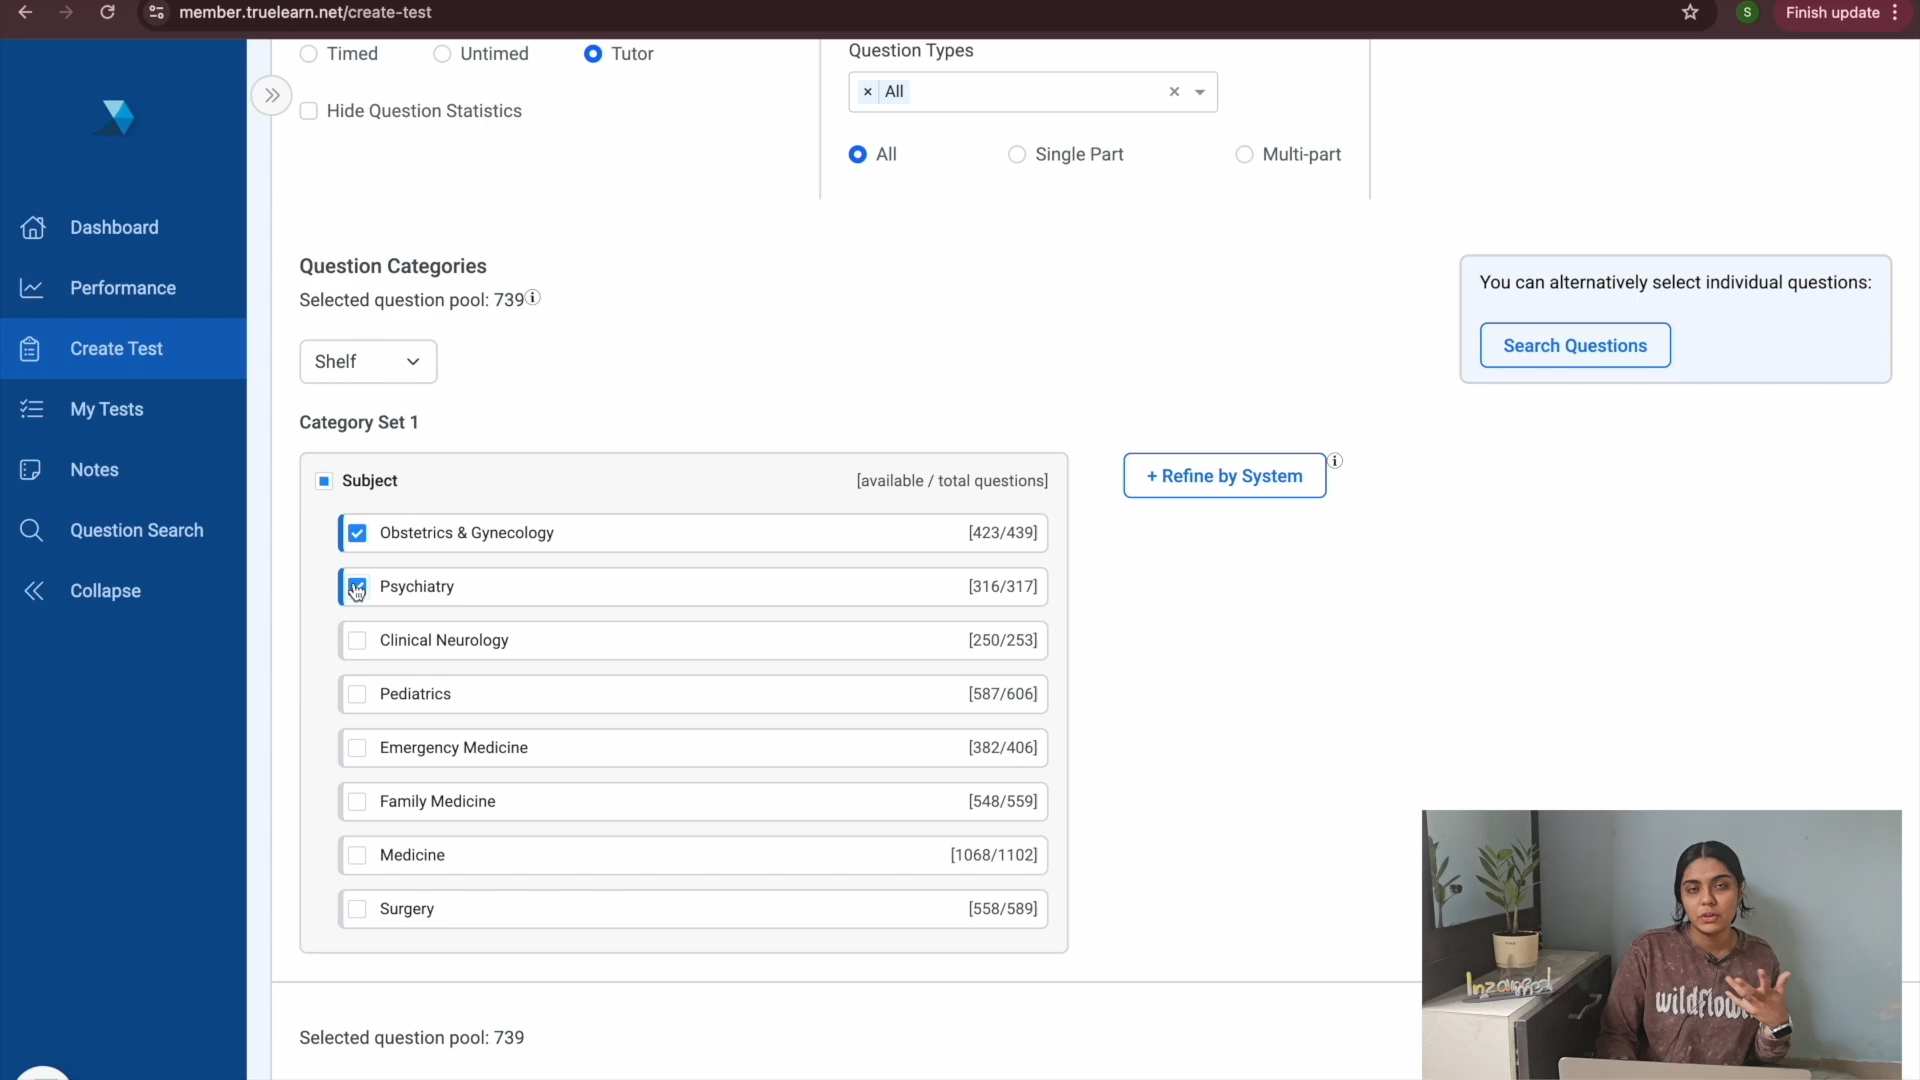 member.truelearn.net/create-test
S
Finish update
Timed
Untimed
Tutor
Hide Question Statistics
Question Types
× All
All
Single Part
Multi-part
Dashboard
Performance
Create Test
My Tests
Notes
Question Search
Collapse
Question Categories
Selected question pool: 739
You can alternatively select individual questions:
Search Questions
Shelf
Category Set 1
Subject
[available / total questions]
+ Refine by System
Obstetrics & Gynecology
[423/439]
Psychiatry
[316/317]
Clinical Neurology
[250/253]
Pediatrics
[587/606]
Emergency Medicine
[382/406]
Family Medicine
[548/559]
Medicine
[1068/1102]
Surgery
[558/589]
Selected question pool: 739